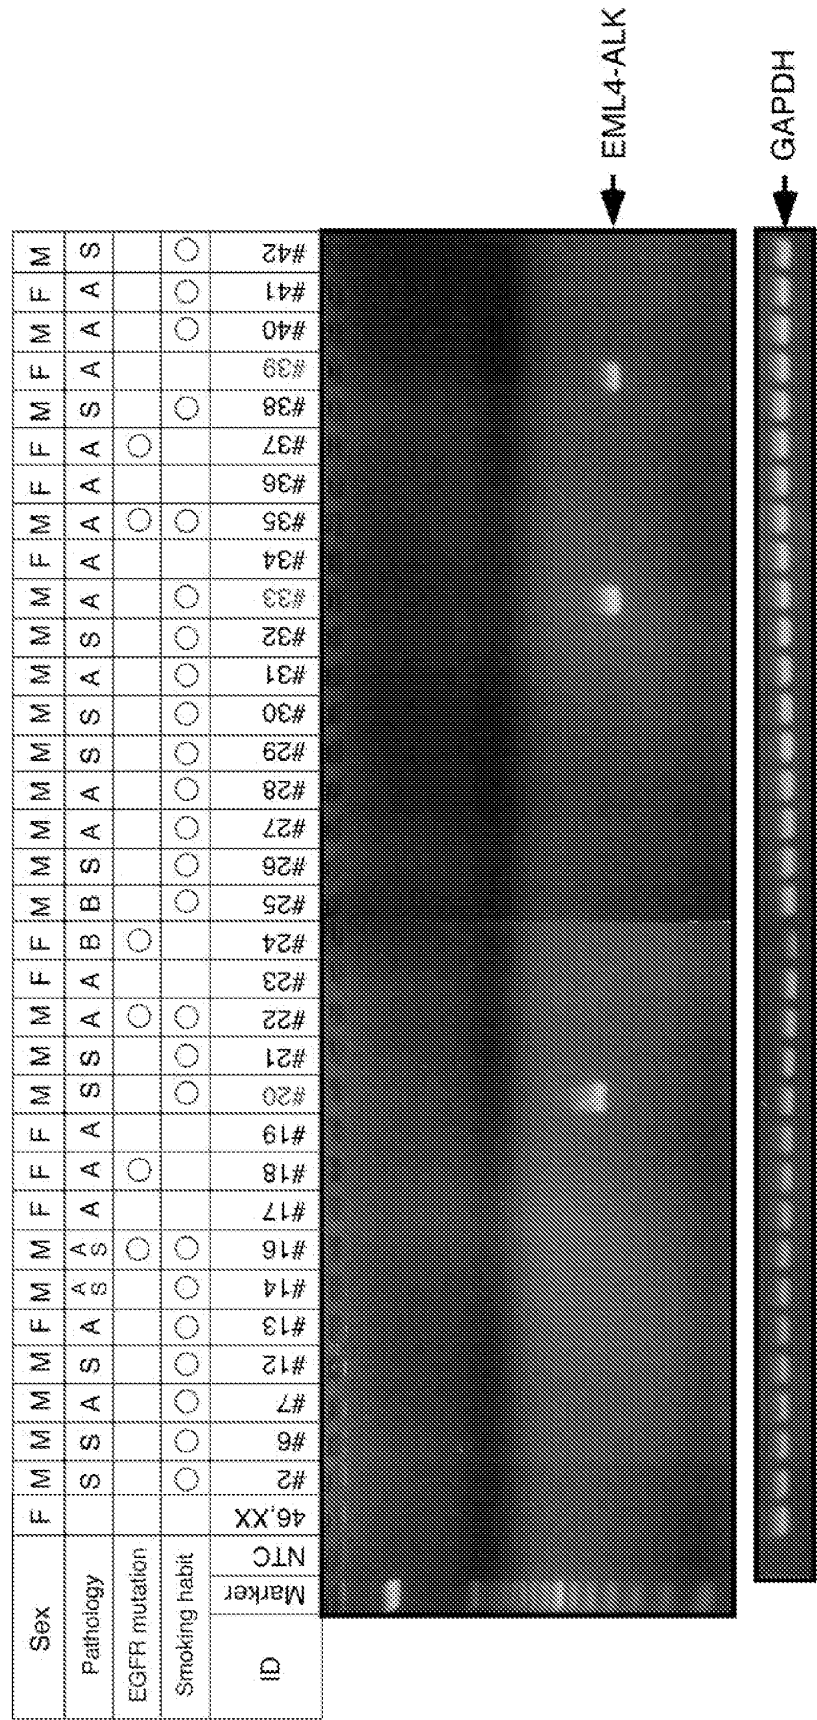 Sex F M M M M F M M F F F M M M F F M M M M M M M M M F M F F M F M F M
Pathology S S A S A A S A S A A A S S A A B B S A A S S A S A A A A A S A A A S
EGFR mutation ○ ○ ○ ○ ○ ○
Smoking habit ○ ○ ○ ○ ○ ○ ○ ○ ○ ○ ○ ○ ○ ○ ○ ○ ○ ○ ○ ○ ○ ○ ○ ○
ID Marker NTC 46,XX #2 #6 #7 #12 #13 #14 #16 #17 #18 #19 #20 #21 #22 #23 #24 #25 #26 #27 #28 #29 #30 #31 #32 #33 #34 #35 #36 #37 #38 #39 #40 #41 #42
EML4-ALK
GAPDH